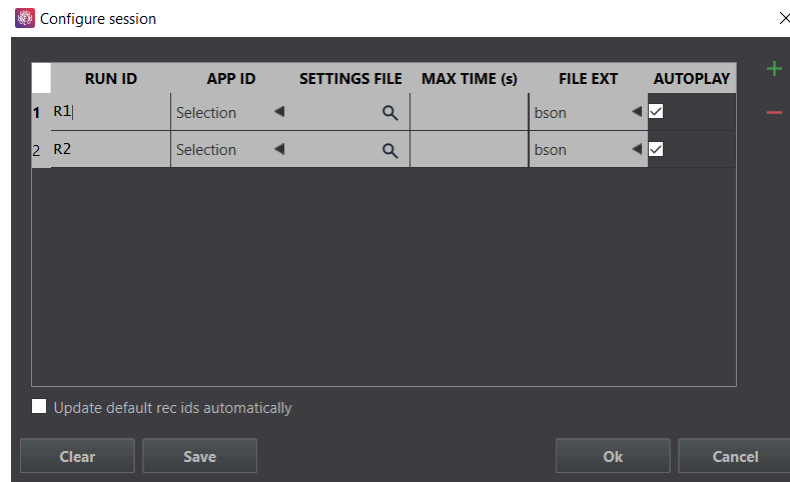 Configure session
RUN ID APP ID SETTINGS FILE MAX TIME (s) FILE EXT AUTOPLAY
1 R1 Selection bson
2 R2 Selection bson
Update default rec ids automatically
Clear Save Ok Cancel